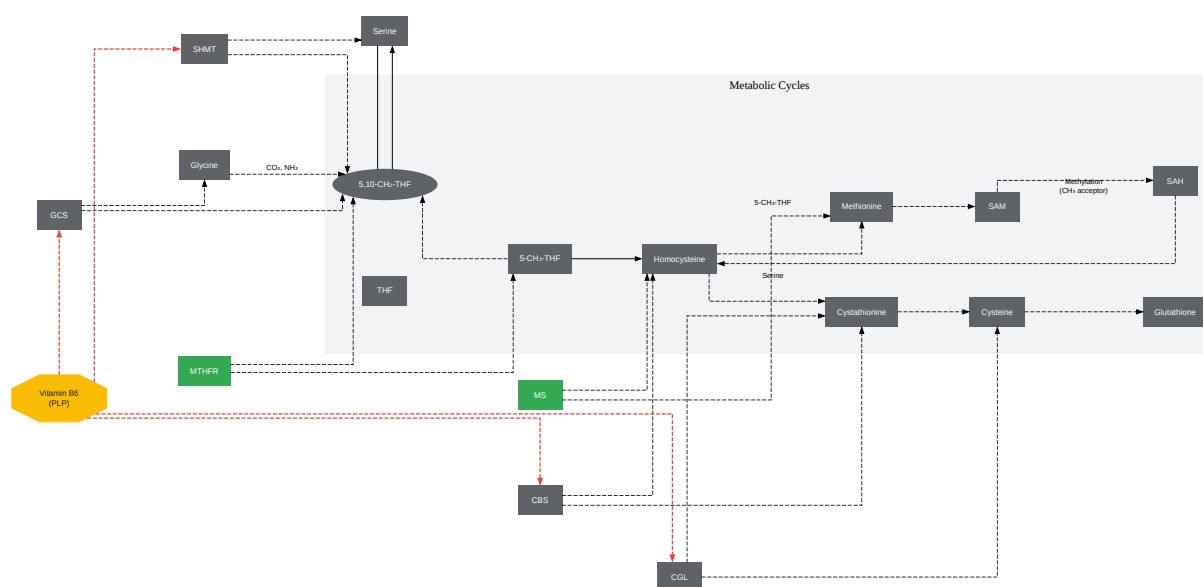 Serine
SHMT
Metabolic Cycles
Glycine
CO₂, NH₃
5,10-CH₂-THF
Methylation
(CH₃ acceptor)
SAH
GCS
5-CH₃-THF
Methionine
SAM
5-CH₃-THF
Homocysteine
Serine
THF
Cystathionine
Cysteine
Glutathione
MTHFR
Vitamin B6
(PLP)
MS
CBS
CGL